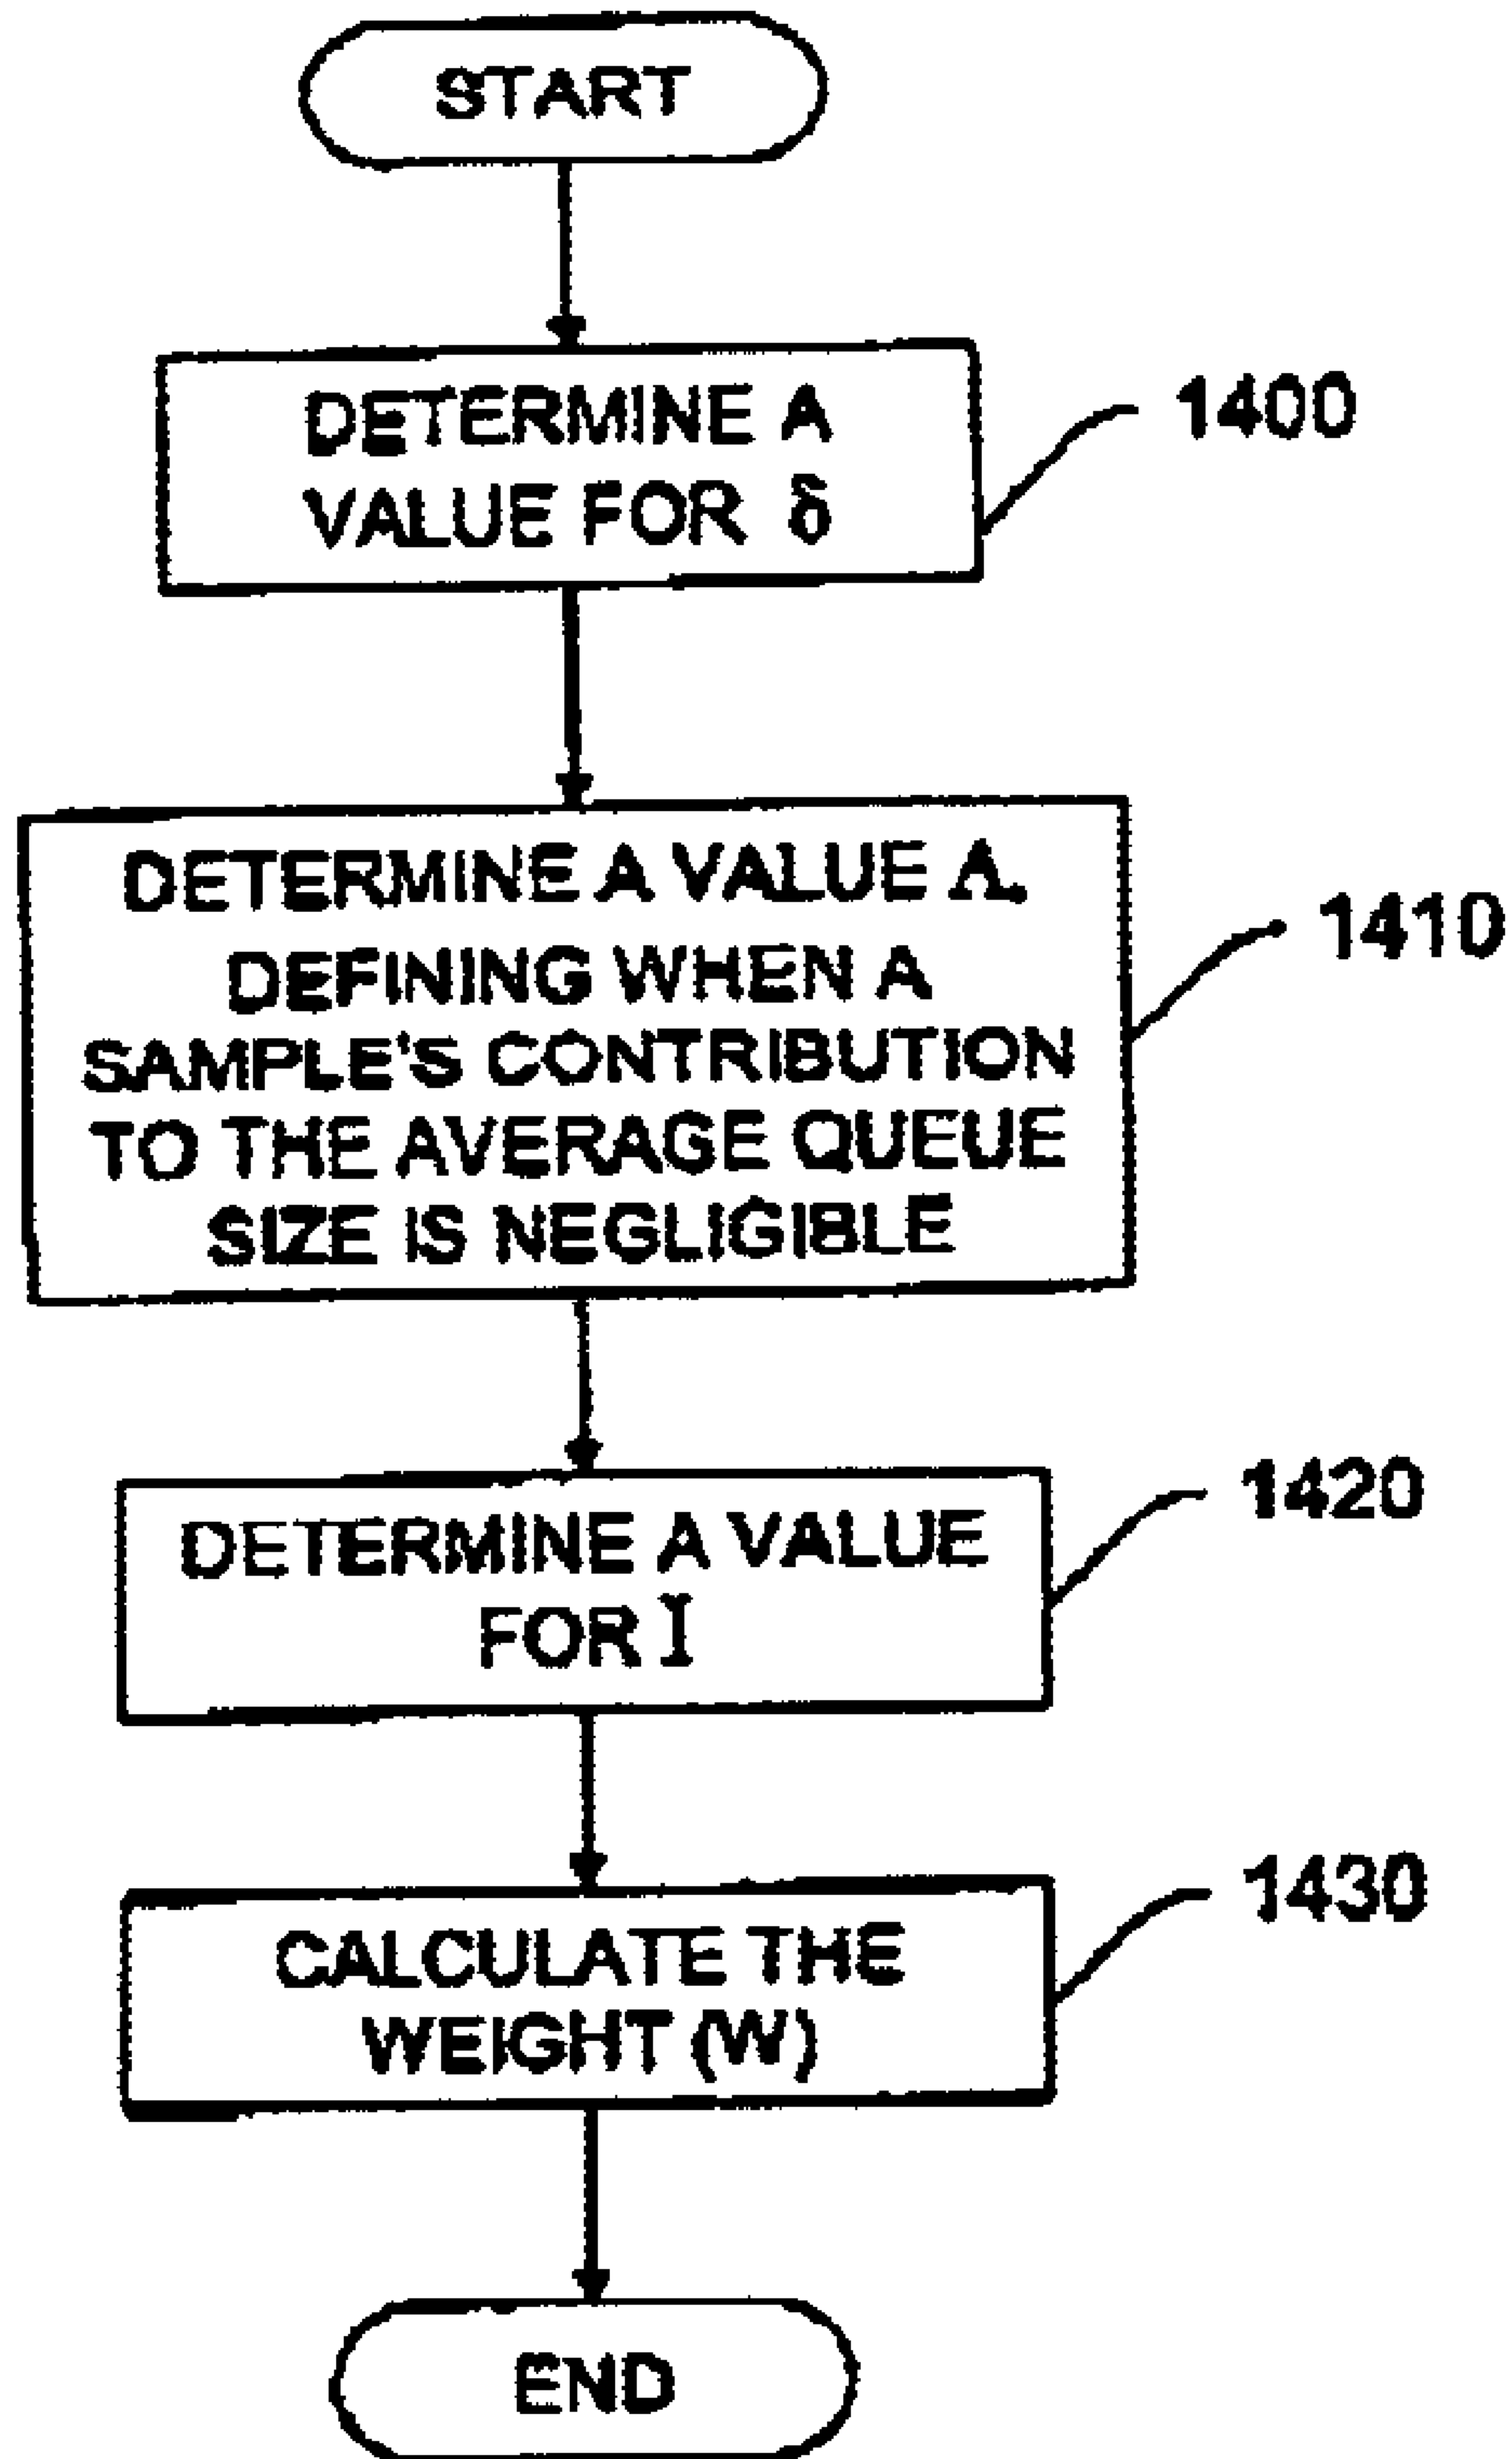 START
DETERMINE A
VALUE FOR δ
1400
DETERMINE A VALUE Λ,
DEFINING WHEN A
SAMPLE'S CONTRIBUTION
TO THE AVERAGE QUEUE
SIZE IS NEGLIGIBLE
1410
DETERMINE A VALUE
FOR I
1420
CALCULATE THE
WEIGHT (W)
1430
END